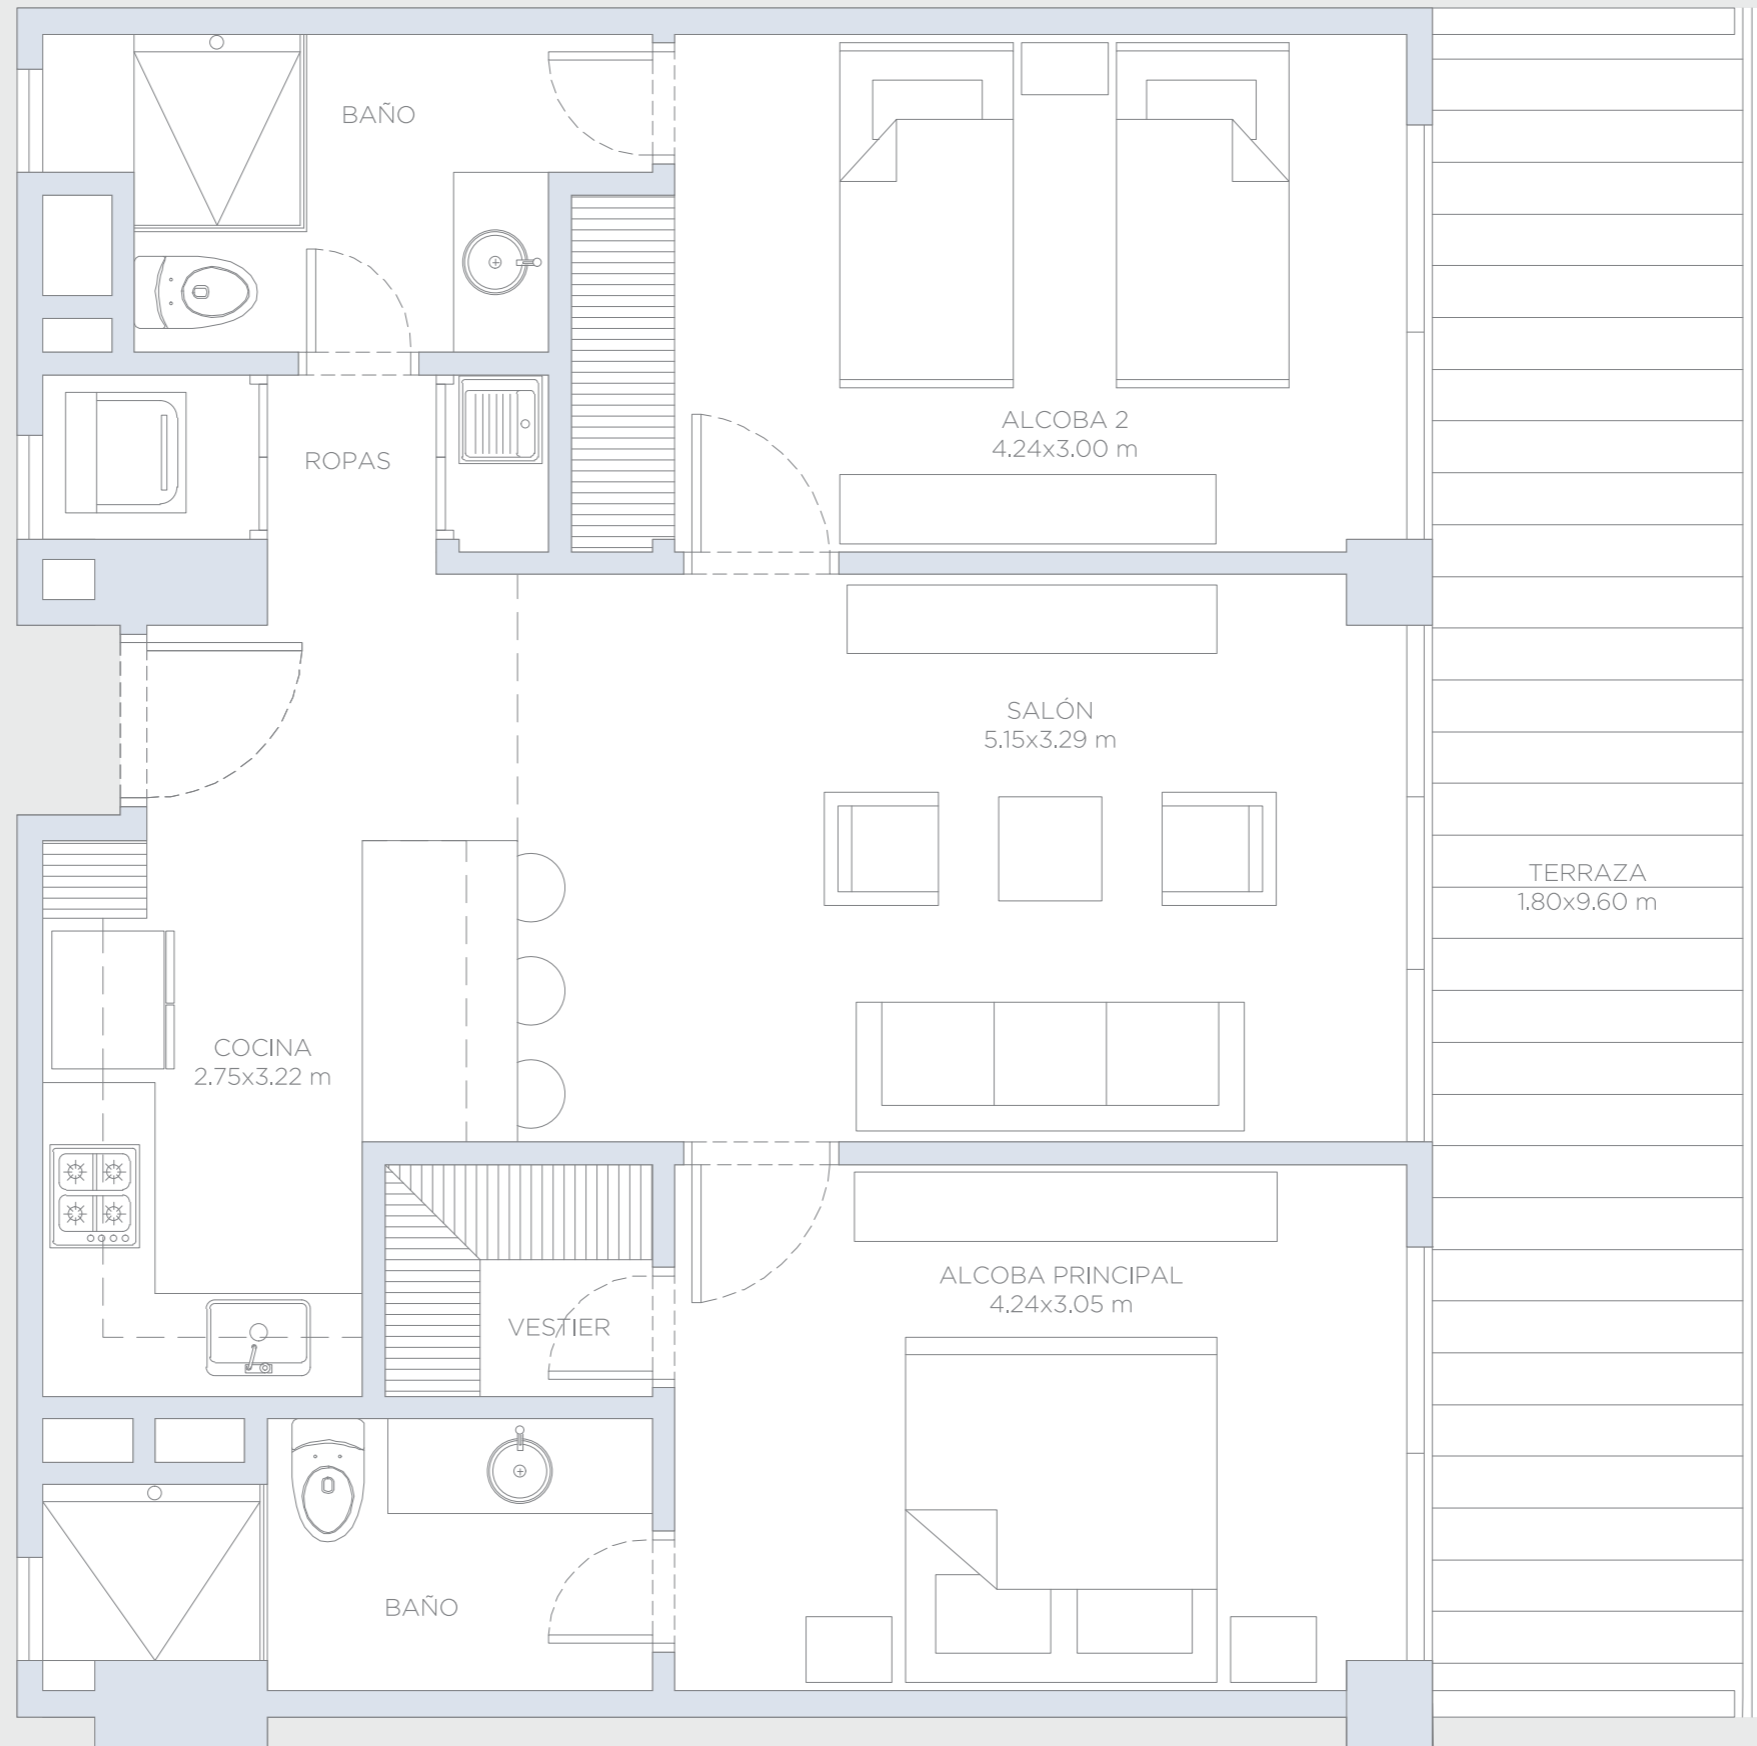 BAÑO
ALCOBA 2
4.24x3.00 m
ROPAS
SALÓN
5.15x3.29 m
TERRAZA
1.80x9.60 m
COCINA
2.75x3.22 m
ALCOBA PRINCIPAL
4.24x3.05 m
VESTIER
BAÑO